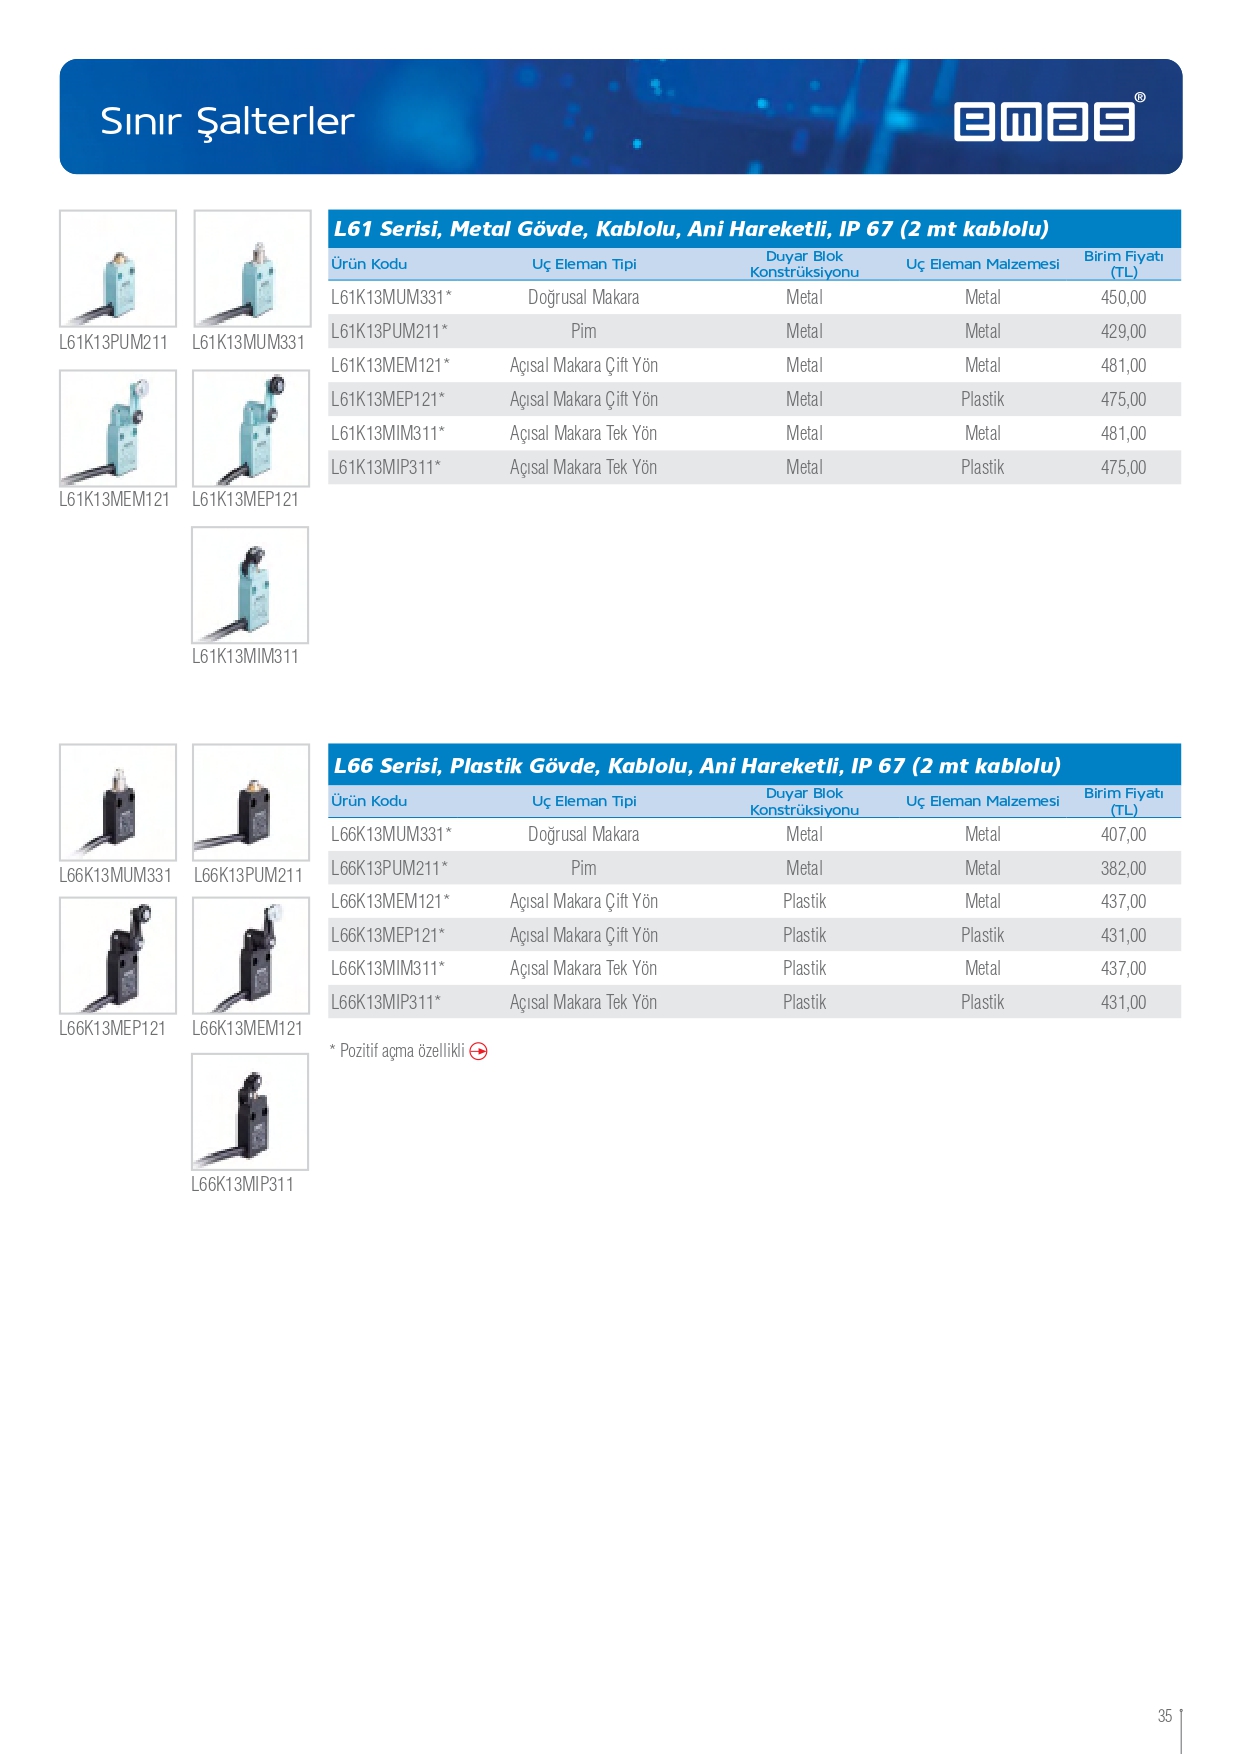 Sınır Şalterler
emas®
L61K13PUM211 L61K13MUM331
L61K13MEM121 L61K13MEP121
L61K13MIM311
L61 Serisi, Metal Gövde, Kablolu, Ani Hareketli, IP 67 (2 mt kablolu)
Ürün Kodu Uç Eleman Tipi Duyar Blok Konstrüksiyonu Uç Eleman Malzemesi Birim Fiyatı (TL)
L61K13MUM331* Doğrusal Makara Metal Metal 450,00
L61K13PUM211* Pim Metal Metal 429,00
L61K13MEM121* Açısal Makara Çift Yön Metal Metal 481,00
L61K13MEP121* Açısal Makara Çift Yön Metal Plastik 475,00
L61K13MIM311* Açısal Makara Tek Yön Metal Metal 481,00
L61K13MIP311* Açısal Makara Tek Yön Metal Plastik 475,00
L66K13MUM331 L66K13PUM211
L66K13MEP121 L66K13MEM121
L66K13MIP311
L66 Serisi, Plastik Gövde, Kablolu, Ani Hareketli, IP 67 (2 mt kablolu)
Ürün Kodu Uç Eleman Tipi Duyar Blok Konstrüksiyonu Uç Eleman Malzemesi Birim Fiyatı (TL)
L66K13MUM331* Doğrusal Makara Metal Metal 407,00
L66K13PUM211* Pim Metal Metal 382,00
L66K13MEM121* Açısal Makara Çift Yön Plastik Metal 437,00
L66K13MEP121* Açısal Makara Çift Yön Plastik Plastik 431,00
L66K13MIM311* Açısal Makara Tek Yön Plastik Metal 437,00
L66K13MIP311* Açısal Makara Tek Yön Plastik Plastik 431,00
* Pozitif açma özellikli
35